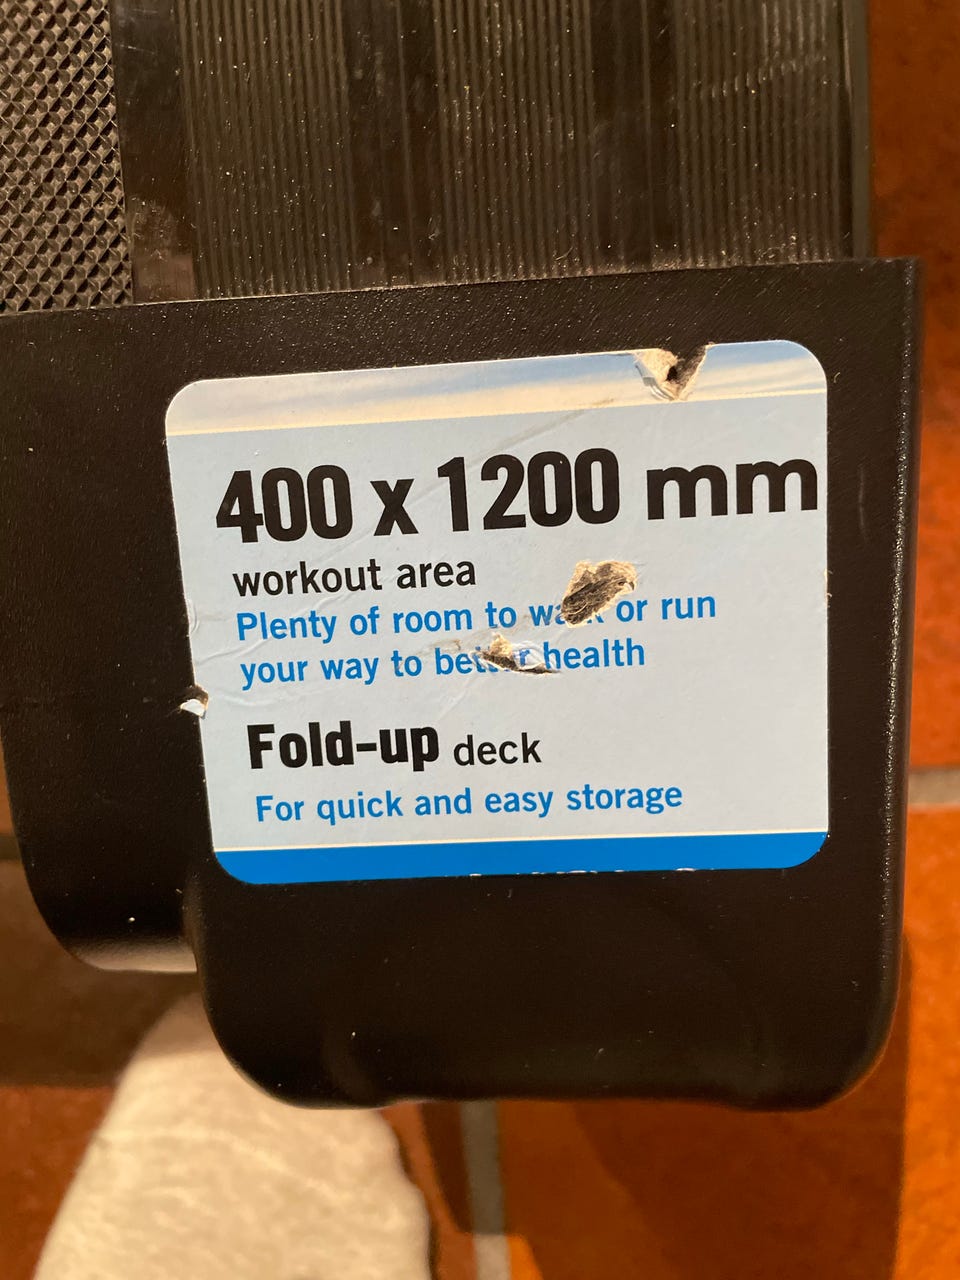 400 x 1200 mm
workout area
Plenty of room to or run
your way to better health
Fold-up deck
For quick and easy storage